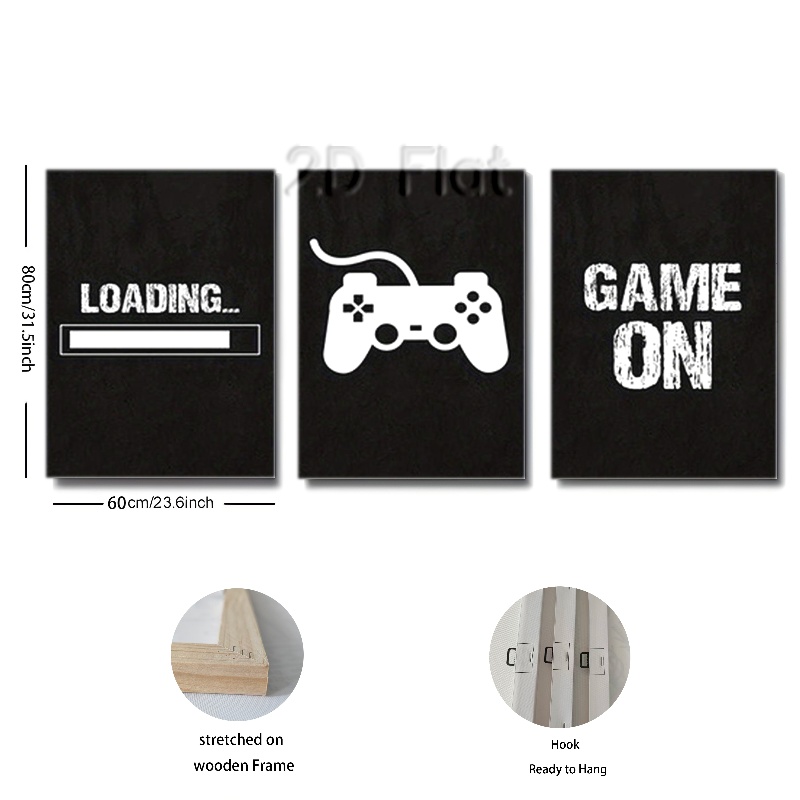 2D Flat
LOADING...
GAME
ON
80cm/31.5inch
60cm/23.6inch
stretched on
wooden Frame
Hook
Ready to Hang